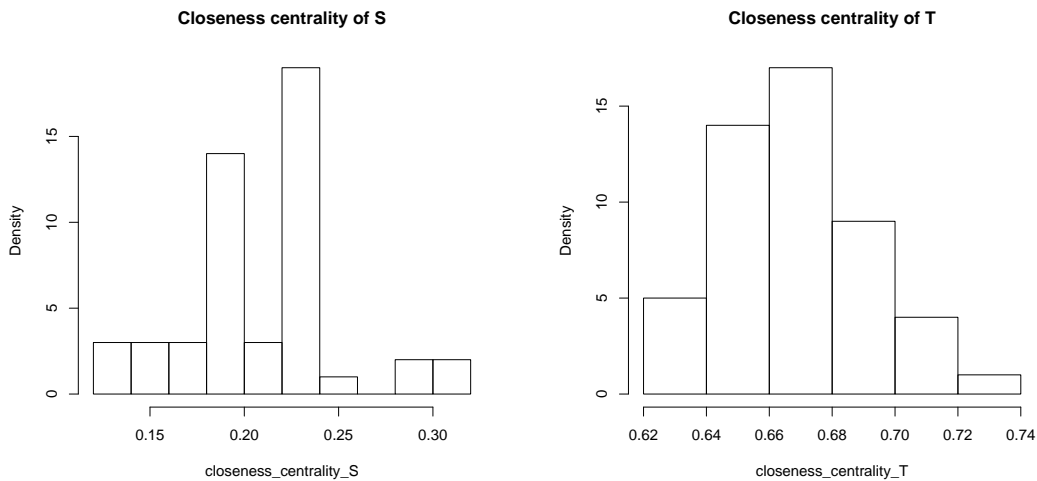 Closeness centrality of S
Density
0
5
10
15
0.15 0.20 0.25 0.30
closeness_centrality_S
Closeness centrality of T
Density
0
5
10
15
0.62 0.64 0.66 0.68 0.70 0.72 0.74
closeness_centrality_T